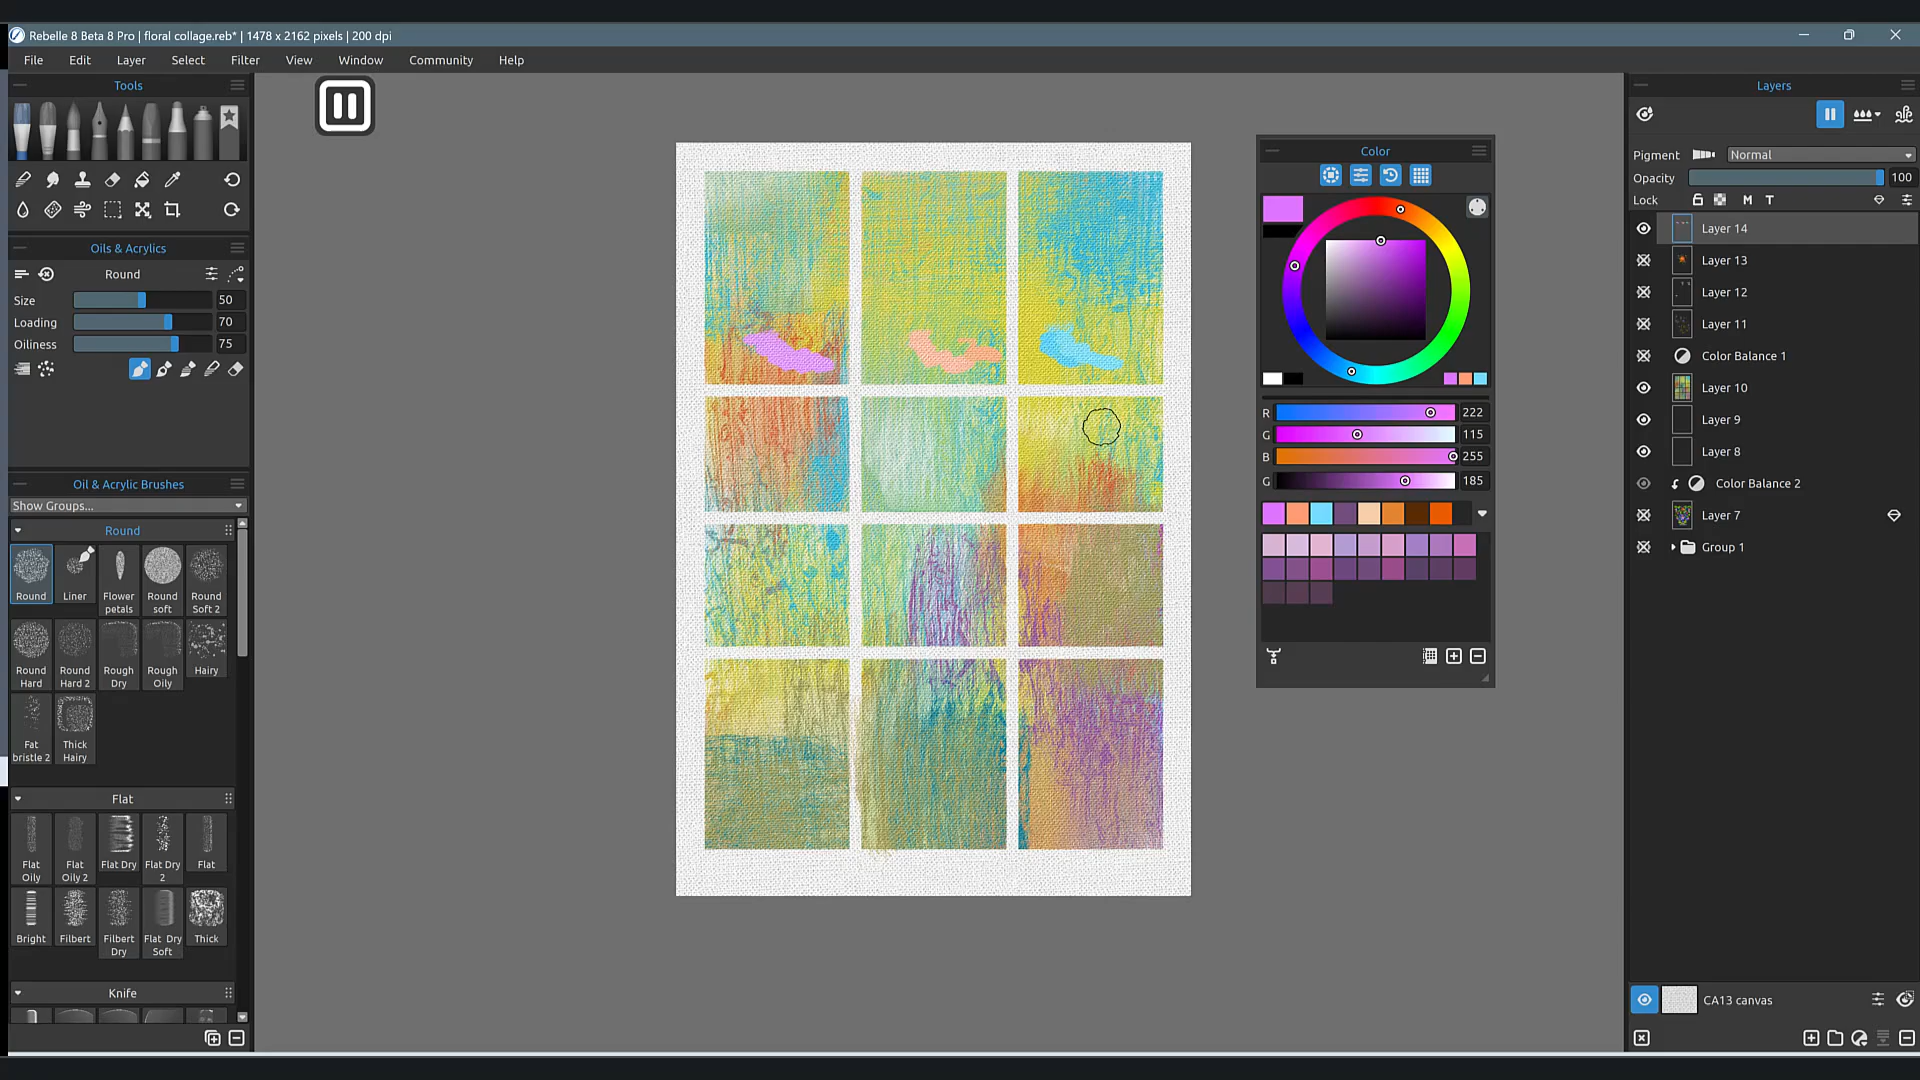 Rebelle 8 Beta 8 Pro | floral collage.reb* | 1478 x 2162 pixels | 200 dpi
File Edit Layer Select Filter View Window Community Help
Tools
Oils & Acrylics
Round
Size 50
Loading 70
Oiliness 75
Oil & Acrylic Brushes
Show Groups...
Round
Round Liner Flower petals Round soft Round Soft 2
Round Hard Round Hard 2 Rough Dry Rough Oily Hairy
Fat bristle 2 Thick Hairy
Flat
Flat Oily Flat Oily 2 Flat Dry Flat Dry 2 Flat
Bright Filbert Filbert Dry Flat Dry Soft Thick
Knife
Color
R 222
G 115
B 255
G 185
Layers
Pigment Normal
Opacity 100
Lock M T
Layer 14
Layer 13
Layer 12
Layer 11
Color Balance 1
Layer 10
Layer 9
Layer 8
Color Balance 2
Layer 7
Group 1
CA13 canvas